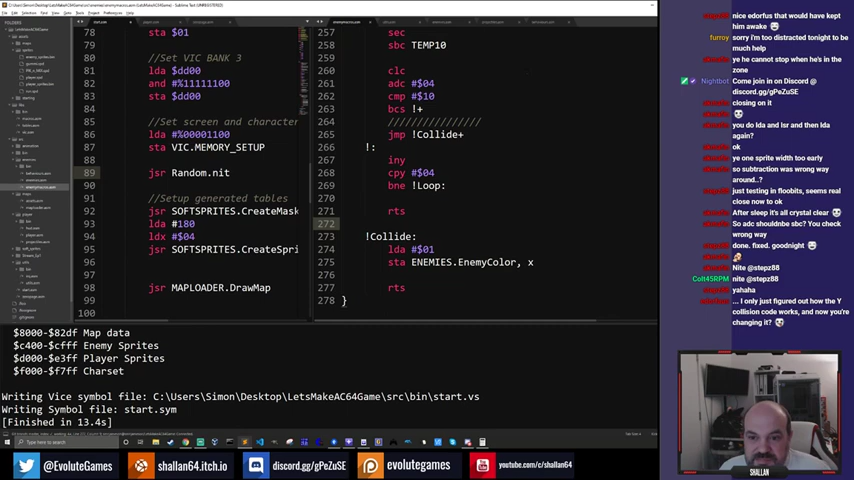 78 sta $01
79
80 //Set VIC BANK 3
81 lda $dd00
82 and #%11111100
83 sta $dd00
84
85 //Set screen and character
86 lda #%00001100
87 sta VIC.MEMORY_SETUP
88
89 jsr Random.nit
90
91 //Setup generated tables
92 jsr SOFTSPRITES.CreateMask
93 lda #180
94 ldx #$04
95 jsr SOFTSPRITES.CreateSpri
96
97
98 jsr MAPLOADER.DrawMap
99
100
257 sec
258 sbc TEMP10
259
260 clc
261 adc #$04
262 cmp #$10
263 bcs !+
264 ////////////////
265 jmp !Collide+
266 !:
267 iny
268 cpy #$04
269 bne !Loop:
270
271 rts
272
273 !Collide:
274 lda #$01
275 sta ENEMIES.EnemyColor, x
276
277 rts
278 }
$8000-$82df Map data
$c400-$cfff Enemy Sprites
$d000-$e3ff Player Sprites
$f000-$f7ff Charset
Writing Vice symbol file: C:\Users\Simon\Desktop\LetsMakeAC64Game\src\bin\start.vs
Writing Symbol file: start.sym
[Finished in 13.4s]
nice edorfus that would have kept
him awake
furroy sorry i'm too distracted tonight to be
much help
ye he cannot stop when he's in the
zone
Nightbot Come join in on Discord @
discord.gg/gPeZuSE
closing on it
you do lda and lsr and then lda
again?
ok
ye one sprite width too early
so subtraction was wrong
way around..?
just testing in floobits, seems real
close now to ok
After sleep it's all crystal clear
So adc shouldnbe sbc? You check
wrong way
done. fixed. goodnight
Nite @stepz88
Colt45RPM nite @stepz88
yahaha
... I only just figured out how the Y
collision code works, and now you're
changing it?
SHALLAN
@EvoluteGames
shallan64.itch.io
discord.gg/gPeZuSE
evolutegames
youtube.com/c/shallan64